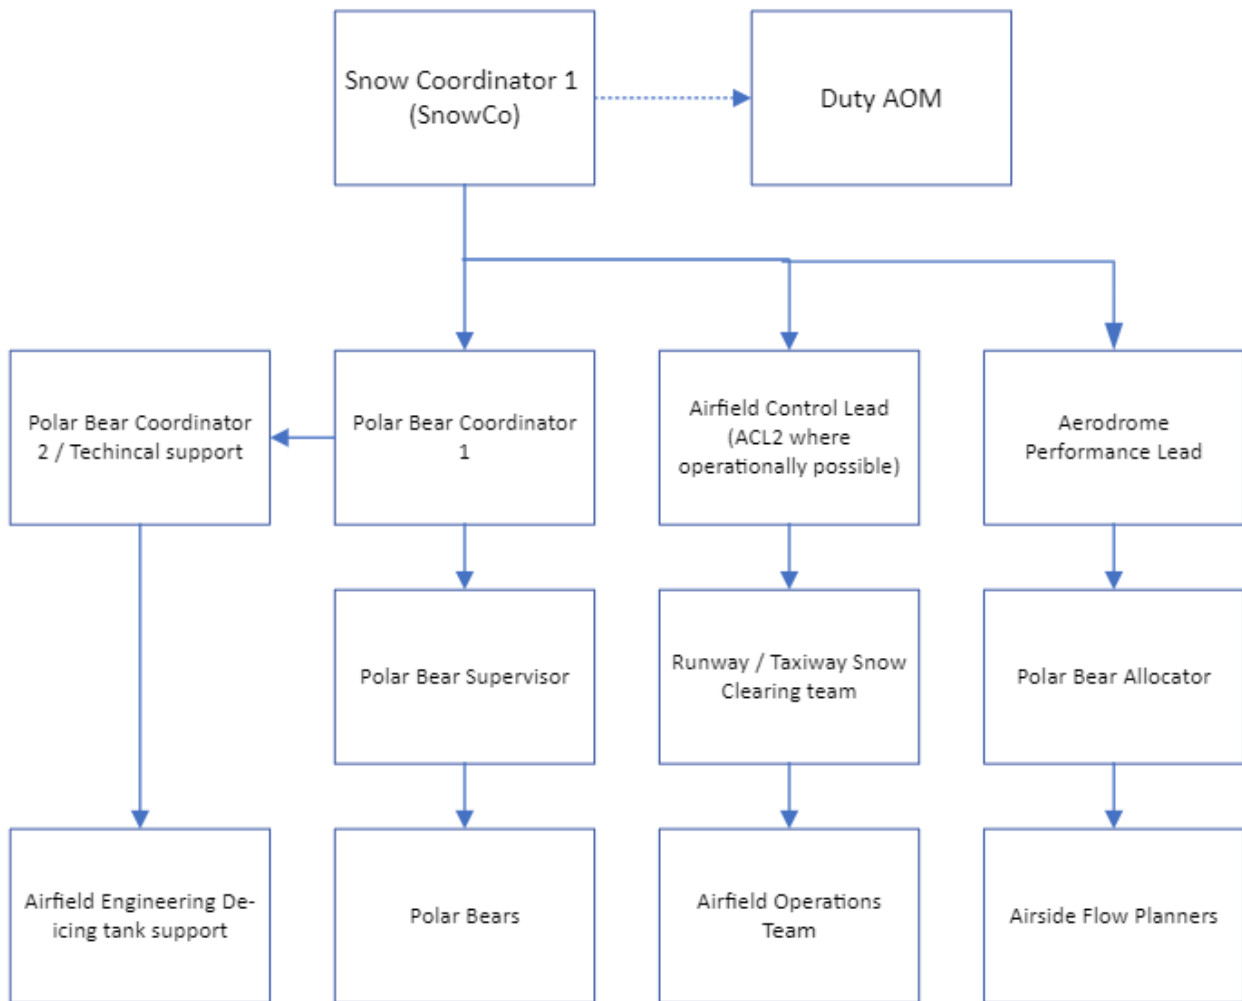 Snow Coordinator 1
(SnowCo)
Duty AOM
Polar Bear Coordinator
2 / Techincal support
Polar Bear Coordinator
1
Airfield Control Lead
(ACL2 where
operationally possible)
Aerodrome
Performance Lead
Polar Bear Supervisor
Runway / Taxiway Snow
Clearing team
Polar Bear Allocator
Airfield Engineering De-
icing tank support
Polar Bears
Airfield Operations
Team
Airside Flow Planners